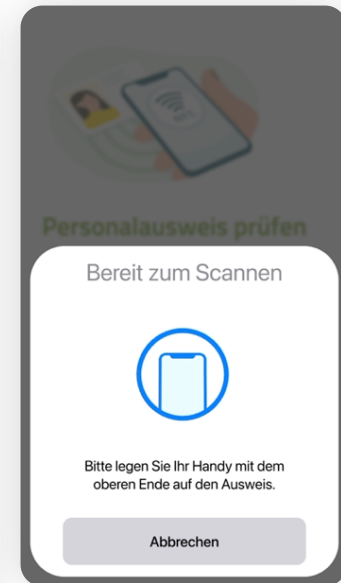 Personalausweis prüfen
Bereit zum Scannen
Bitte legen Sie Ihr Handy mit dem
oberen Ende auf den Ausweis.
Abbrechen